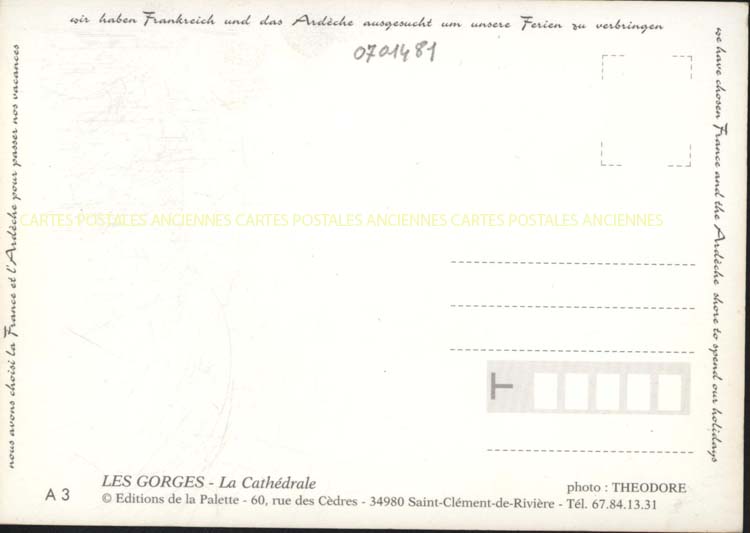 wir haben Frankreich und das Ardèche ausgesucht um unsere Ferien zu verbringen
0701481
nous avons choisi la France et l'Ardèche pour passer nos vacances
we have chosen France and the Ardèche shore to spend our holidays
CARTES POSTALES ANCIENNES CARTES POSTALES ANCIENNES CARTES POSTALES ANCIENNES
A 3
LES GORGES - La Cathédrale
photo : THEODORE
© Editions de la Palette - 60, rue des Cèdres - 34980 Saint-Clément-de-Rivière - Tél. 67.84.13.31